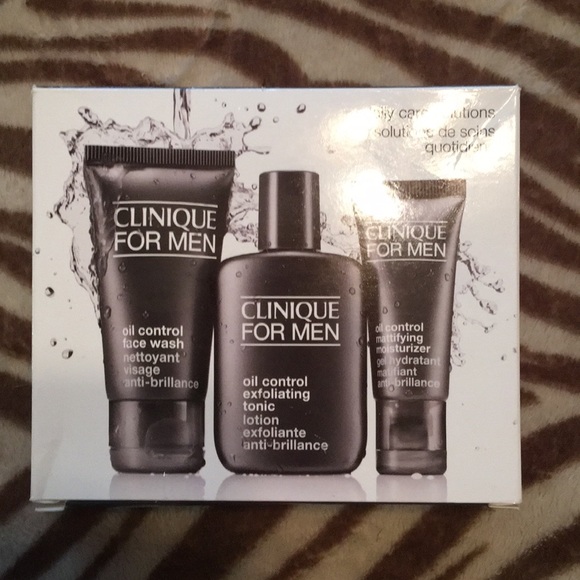 care solutions
solutions de soins
quotidiens
CLINIQUE
FOR MEN
oil control
face wash
nettoyant
visage
anti-brillance
CLINIQUE
FOR MEN
oil control
exfoliating
tonic
lotion
exfoliante
anti-brillance
CLINIQUE
FOR MEN
oil control
mattifying
moisturizer
gel hydratant
matifiant
anti-brillance